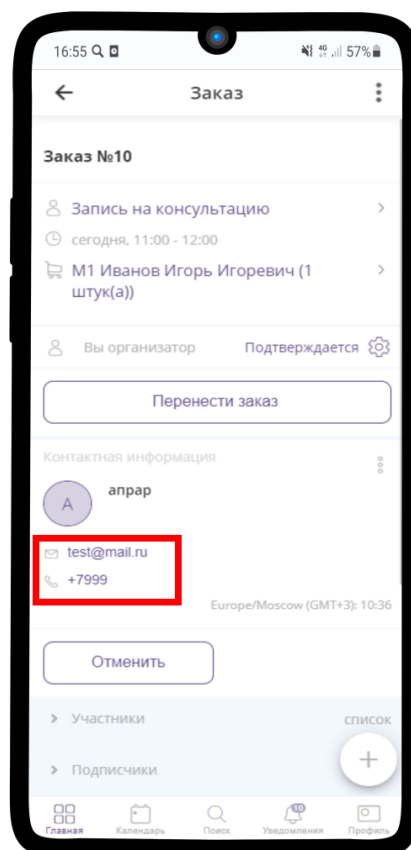 16:55 4G 57%
Заказ
Заказ №10
Запись на консультацию
сегодня, 11:00 - 12:00
М1 Иванов Игорь Игоревич (1
штук(а))
Вы организатор Подтверждается
Перенести заказ
Контактная информация
А апрар
test@mail.ru
+7999
Europe/Moscow (GMT+3): 10:36
Отменить
Участники список
Подписчики
+
10
Главная Календарь Поиск Уведомления Профиль